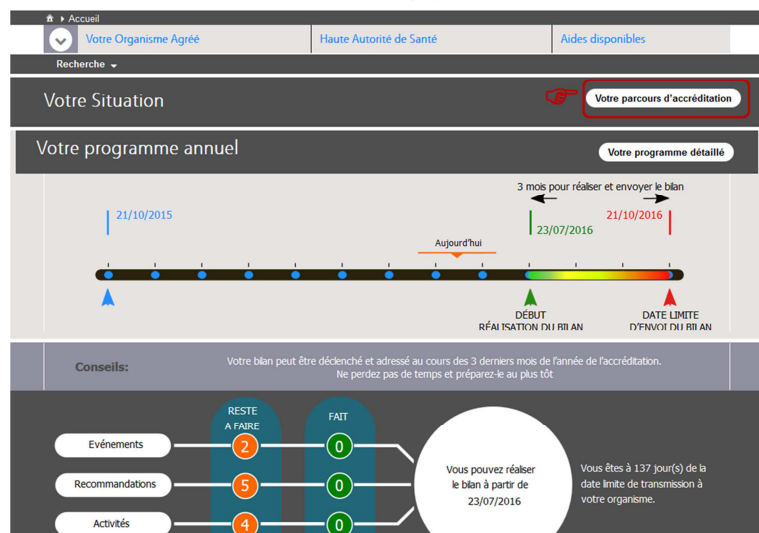 Accueil
Votre Organisme Agréé
Haute Autorité de Santé
Aides disponibles
Recherche
Votre Situation
Votre parcours d'accréditation
Votre programme annuel
Votre programme détaillé
3 mois pour réaliser et envoyer le bilan
21/10/2015
21/10/2016
23/07/2016
Aujourd'hui
DÉBUT
RÉALISATION DU BILAN
DATE LIMITE
D'ENVOI DU BILAN
Conseils:
Votre bilan peut être déclenché et adressé au cours des 3 derniers mois de l'année de l'accréditation.
Ne perdez pas de temps et préparez-le au plus tôt
RESTE
A FAIRE
FAIT
Evénements
2
0
Recommandations
5
0
Activités
4
0
Vous pouvez réaliser
le bilan à partir de
23/07/2016
Vous êtes à 137 jour(s) de la
date limite de transmission à
votre organisme.